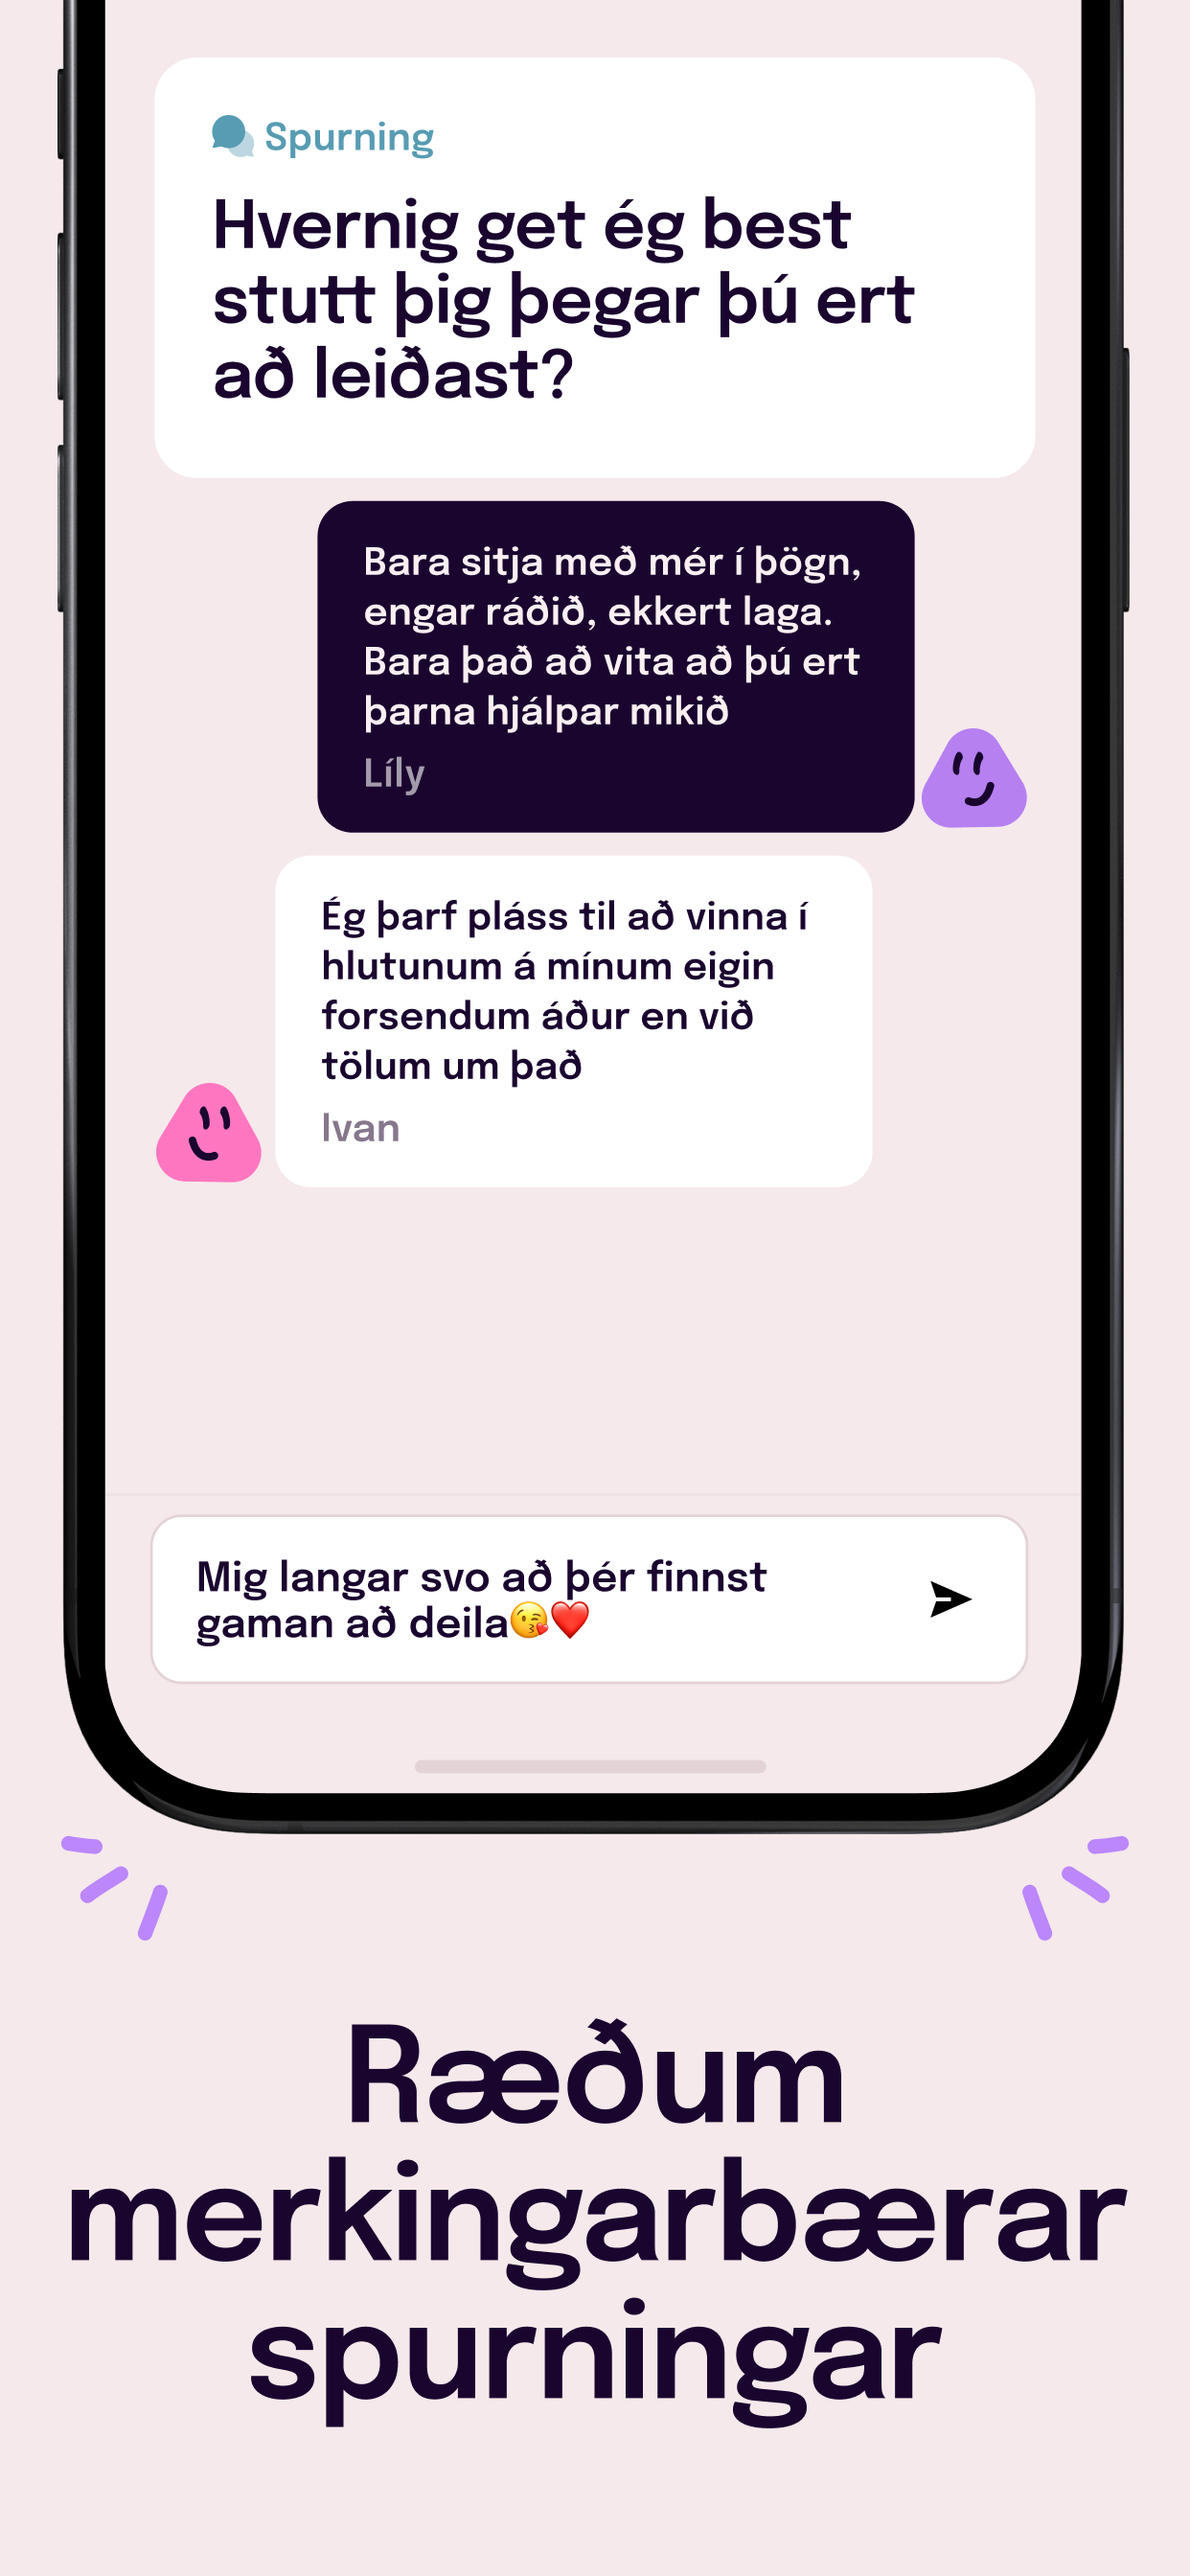 Spurning
Hvernig get ég best
stutt þig þegar þú ert
að leiðast?
Bara sitja með mér í þögn,
engar ráðið, ekkert laga.
Bara það að vita að þú ert
þarna hjálpar mikið
Líly
Ég þarf pláss til að vinna í
hlutunum á mínum eigin
forsendum áður en við
tölum um það
Ivan
Mig langar svo að þér finnst
gaman að deila😘❤️
Ræðum
merkingarbærar
spurningar